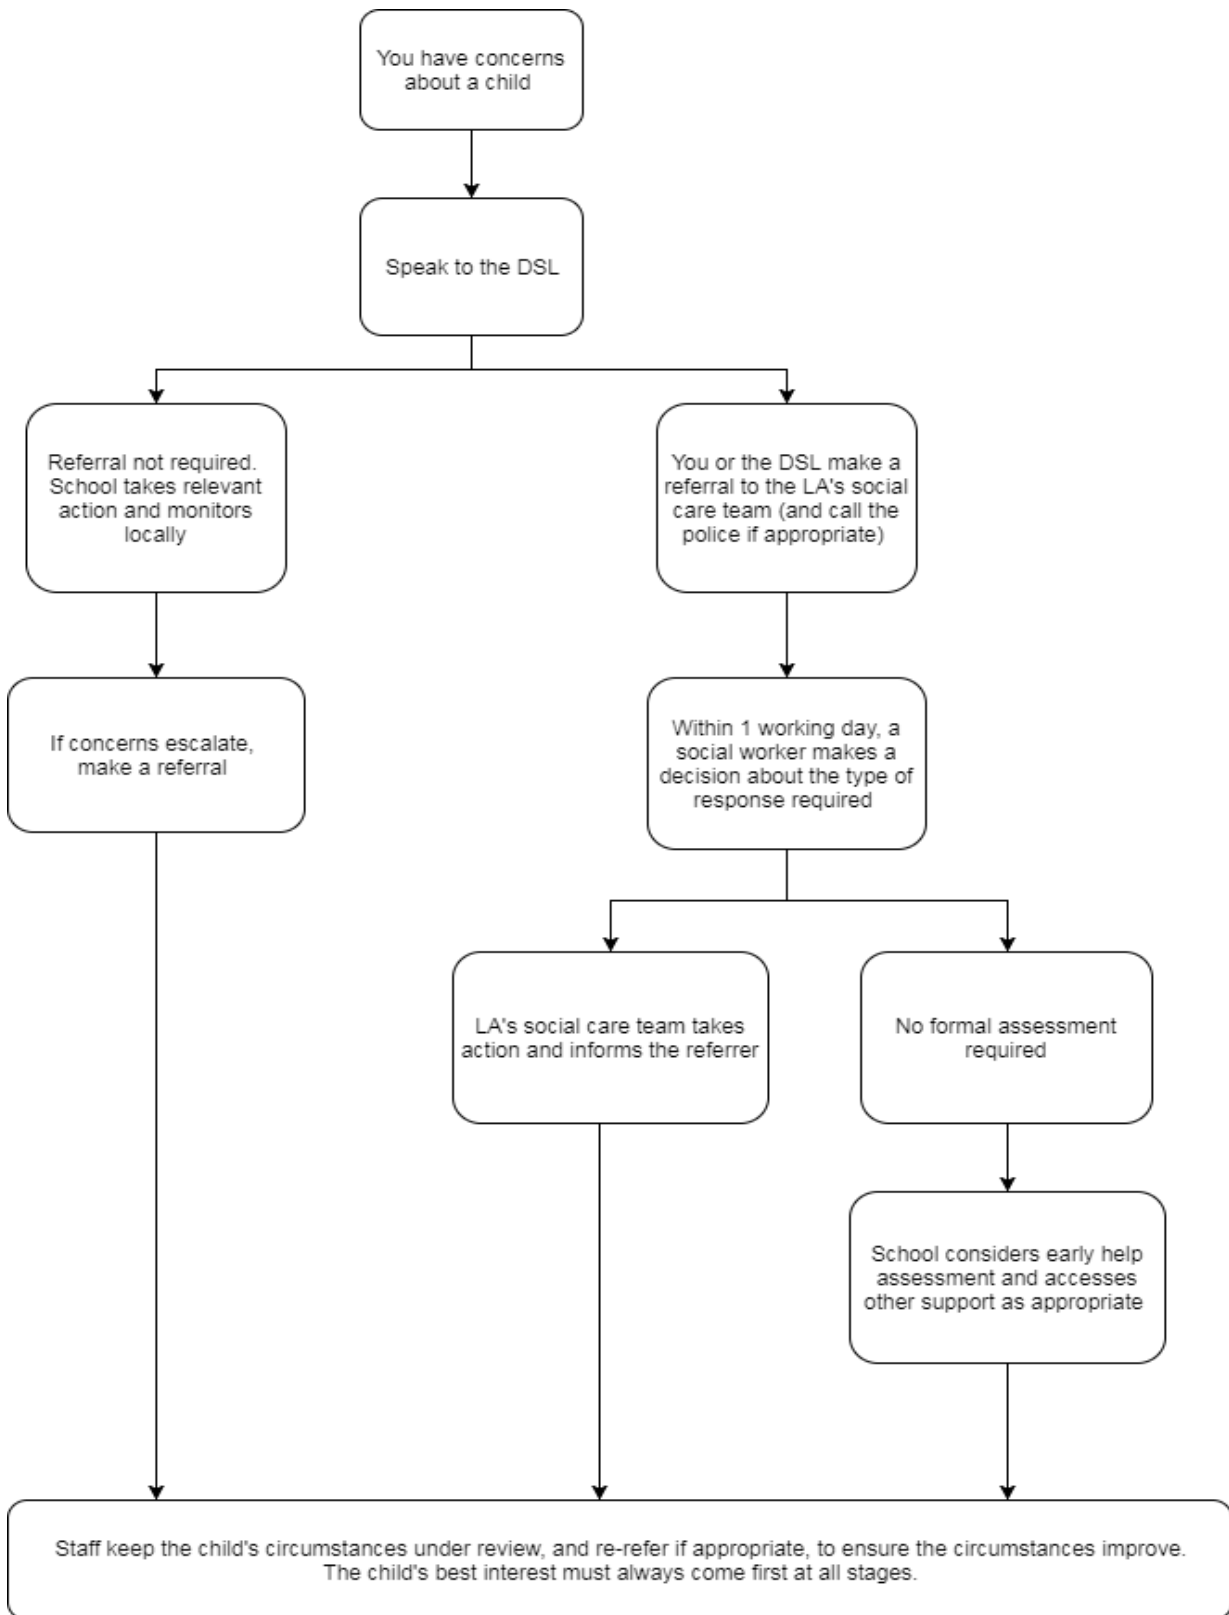 You have concerns
about a child
Speak to the DSL
Referral not required.
School takes relevant
action and monitors
locally
You or the DSL make a
referral to the LA's social
care team (and call the
police if appropriate)
If concerns escalate,
make a referral
Within 1 working day, a
social worker makes a
decision about the type of
response required
LA's social care team takes
action and informs the referrer
No formal assessment
required
School considers early help
assessment and accesses
other support as appropriate
Staff keep the child's circumstances under review, and re-refer if appropriate, to ensure the circumstances improve.
The child's best interest must always come first at all stages.